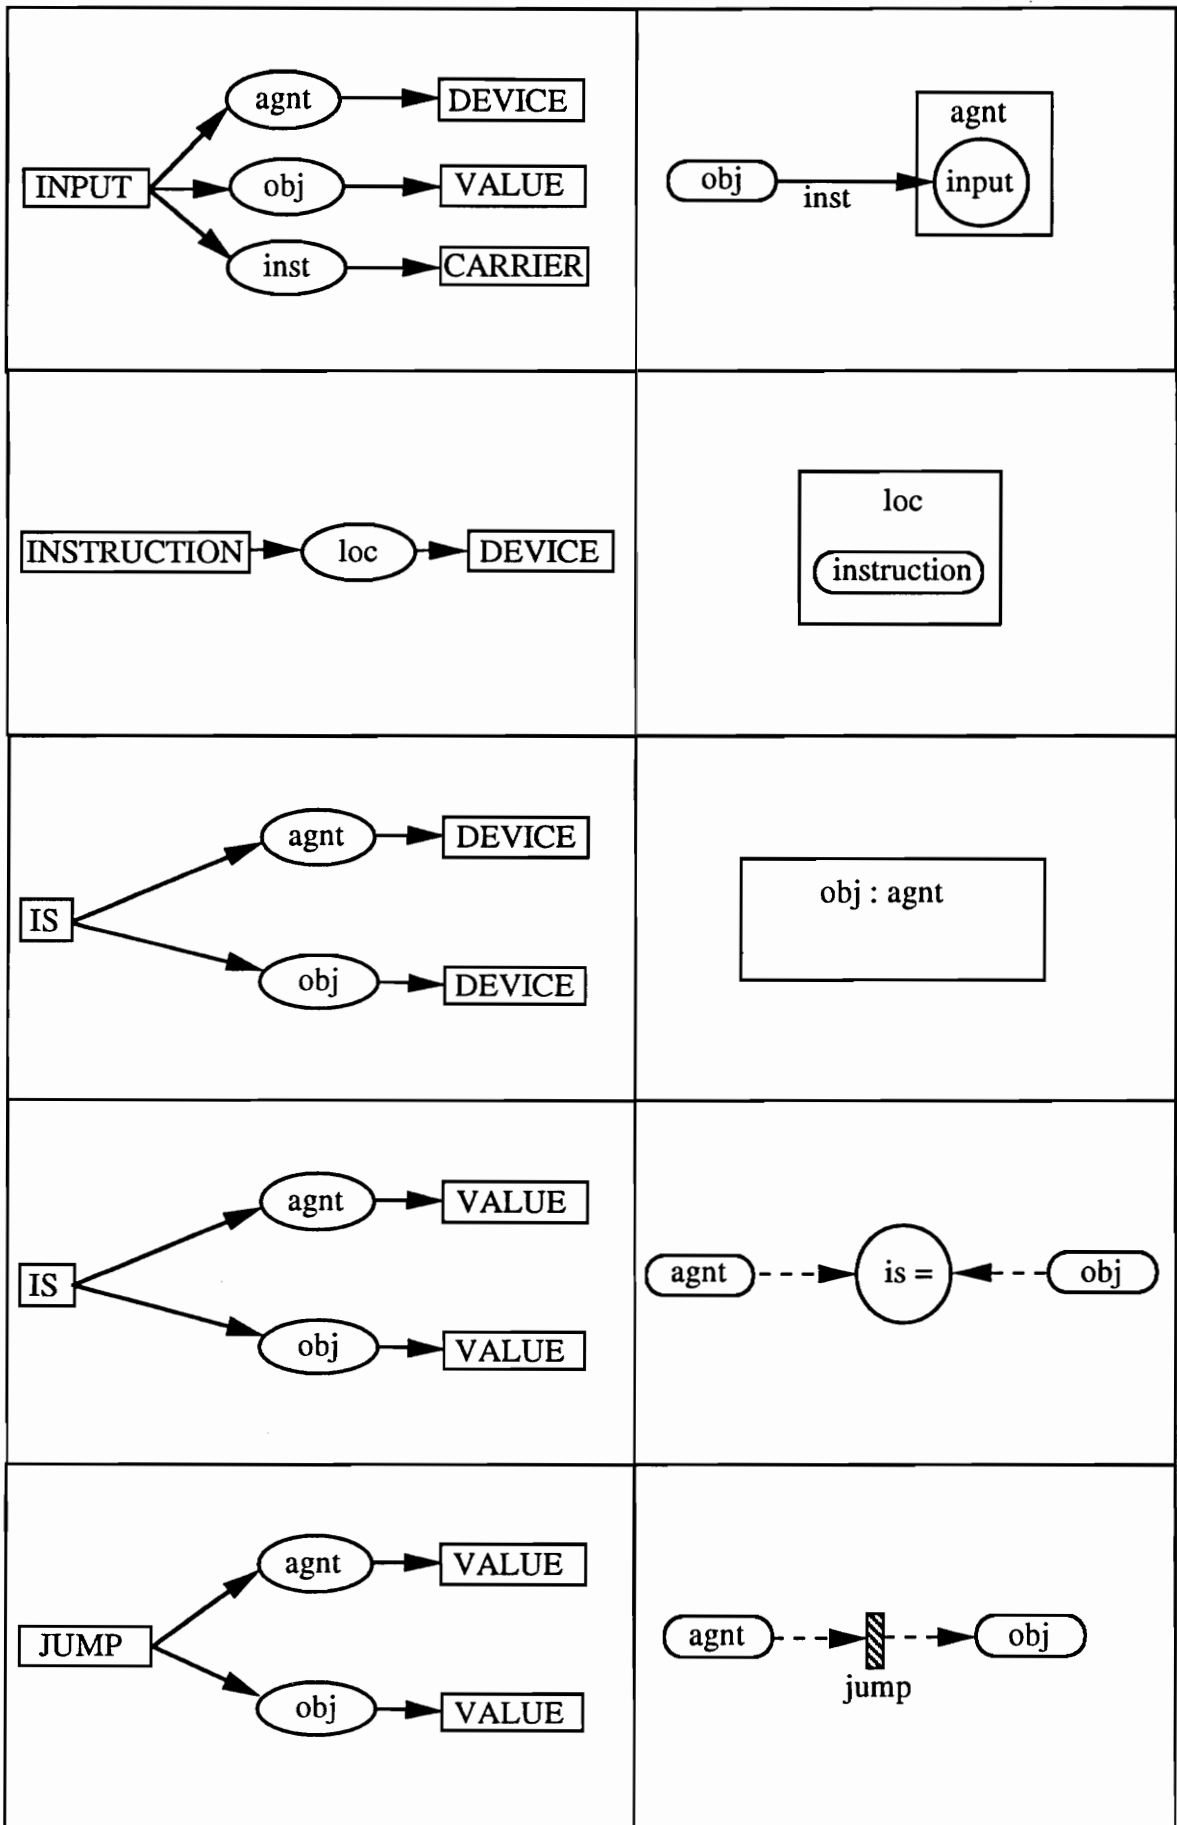 agnt DEVICE
INPUT obj VALUE
inst CARRIER
agnt
obj inst input
INSTRUCTION loc DEVICE
loc
instruction
agnt DEVICE
IS
obj DEVICE
obj : agnt
agnt VALUE
IS
obj VALUE
agnt is = obj
agnt VALUE
JUMP
obj VALUE
agnt obj
jump